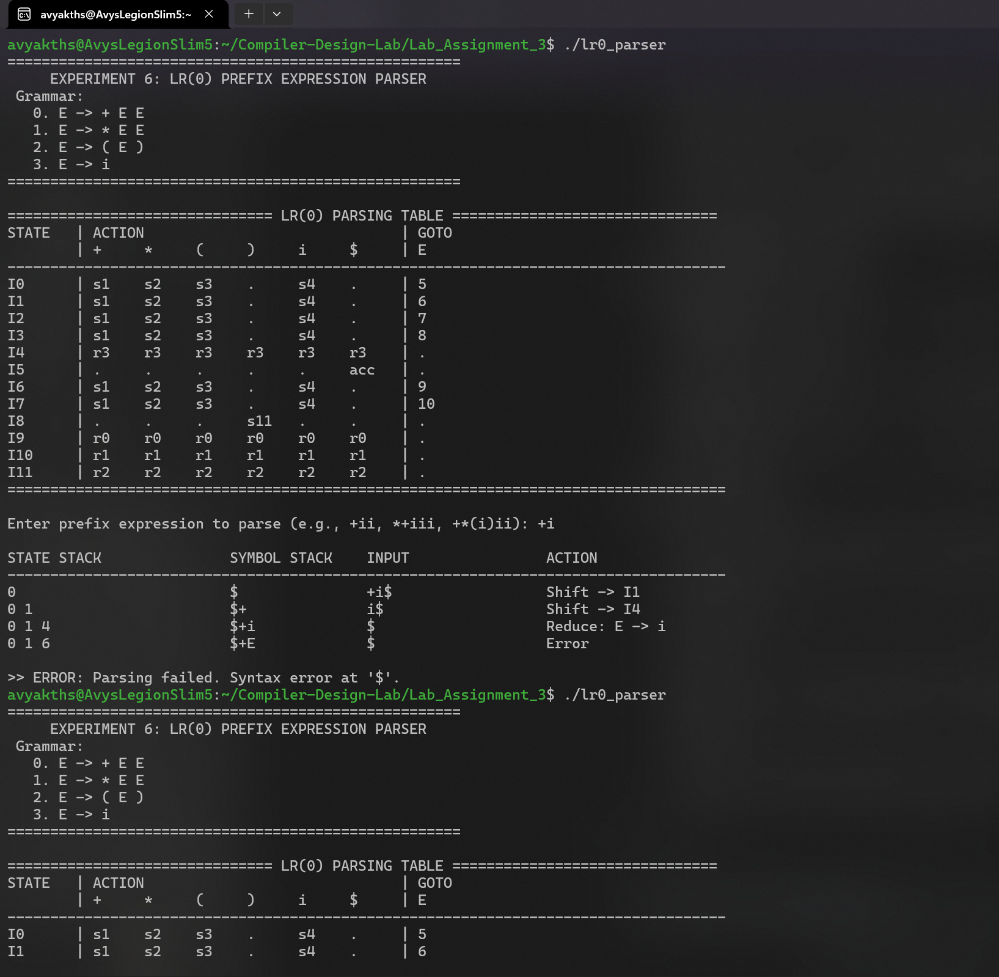 avyakths@AvysLegionSlim5:~
avyakths@AvysLegionSlim5:~/Compiler-Design-Lab/Lab_Assignment_3$ ./lr0_parser
=====================================================
     EXPERIMENT 6: LR(0) PREFIX EXPRESSION PARSER
 Grammar:
   0. E -> + E E
   1. E -> * E E
   2. E -> ( E )
   3. E -> i
=====================================================
=============================== LR(0) PARSING TABLE ===============================
STATE   | ACTION                              | GOTO
        | +     *     (     )     i     $     | E
------------------------------------------------------------------------------------
I0      | s1    s2    s3    .     s4    .     | 5
I1      | s1    s2    s3    .     s4    .     | 6
I2      | s1    s2    s3    .     s4    .     | 7
I3      | s1    s2    s3    .     s4    .     | 8
I4      | r3    r3    r3    r3    r3    r3    | .
I5      | .     .     .     .     .     acc   | .
I6      | s1    s2    s3    .     s4    .     | 9
I7      | s1    s2    s3    .     s4    .     | 10
I8      | .     .     .     s11   .     .     | .
I9      | r0    r0    r0    r0    r0    r0    | .
I10     | r1    r1    r1    r1    r1    r1    | .
I11     | r2    r2    r2    r2    r2    r2    | .
====================================================================================
Enter prefix expression to parse (e.g., +ii, *+iii, +*(i)ii): +i
STATE STACK               SYMBOL STACK    INPUT                ACTION
------------------------------------------------------------------------------------
0                         $               +i$                  Shift -> I1
0 1                       $+              i$                   Shift -> I4
0 1 4                     $+i             $                    Reduce: E -> i
0 1 6                     $+E             $                    Error
>> ERROR: Parsing failed. Syntax error at '$'.
avyakths@AvysLegionSlim5:~/Compiler-Design-Lab/Lab_Assignment_3$ ./lr0_parser
=====================================================
     EXPERIMENT 6: LR(0) PREFIX EXPRESSION PARSER
 Grammar:
   0. E -> + E E
   1. E -> * E E
   2. E -> ( E )
   3. E -> i
=====================================================
=============================== LR(0) PARSING TABLE ===============================
STATE   | ACTION                              | GOTO
        | +     *     (     )     i     $     | E
------------------------------------------------------------------------------------
I0      | s1    s2    s3    .     s4    .     | 5
I1      | s1    s2    s3    .     s4    .     | 6